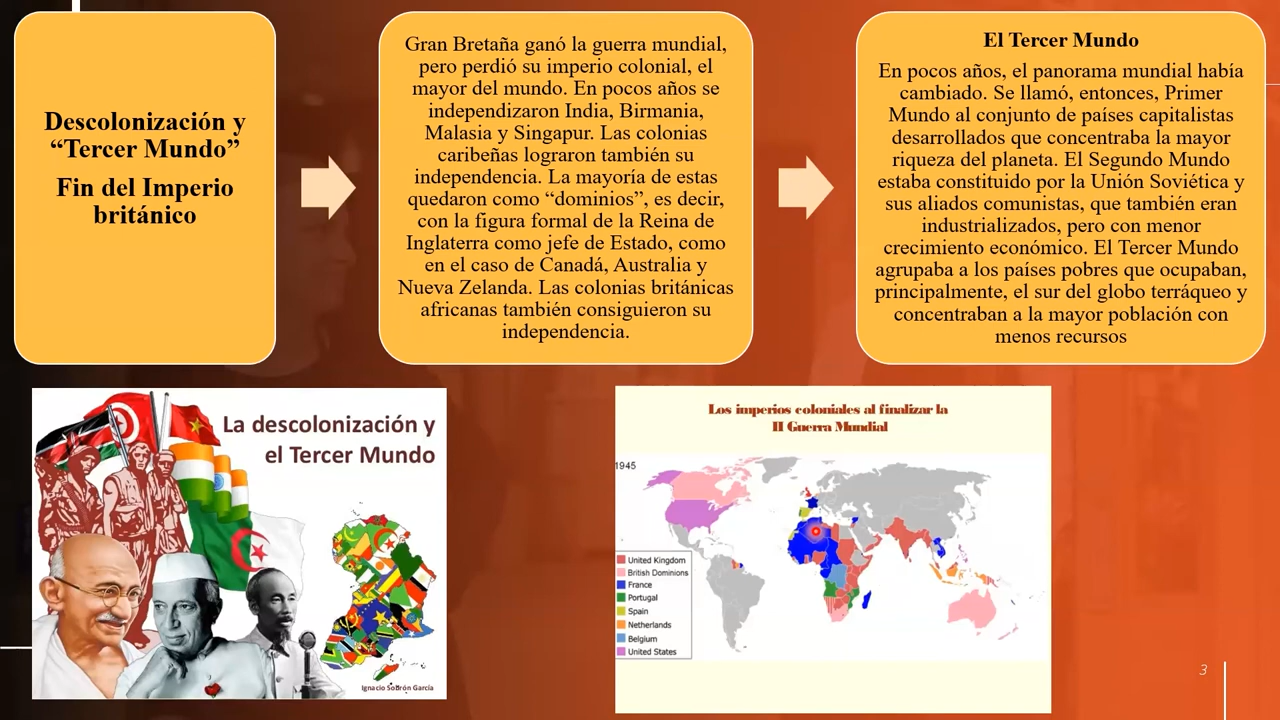 Descolonización y
“Tercer Mundo”
Fin del Imperio
británico
Gran Bretaña ganó la guerra mundial,
pero perdió su imperio colonial, el
mayor del mundo. En pocos años se
independizaron India, Birmania,
Malasia y Singapur. Las colonias
caribeñas lograron también su
independencia. La mayoría de estas
quedaron como “dominios”, es decir,
con la figura formal de la Reina de
Inglaterra como jefe de Estado, como
en el caso de Canadá, Australia y
Nueva Zelanda. Las colonias británicas
africanas también consiguieron su
independencia.
El Tercer Mundo
En pocos años, el panorama mundial había
cambiado. Se llamó, entonces, Primer
Mundo al conjunto de países capitalistas
desarrollados que concentraba la mayor
riqueza del planeta. El Segundo Mundo
estaba constituido por la Unión Soviética y
sus aliados comunistas, que también eran
industrializados, pero con menor
crecimiento económico. El Tercer Mundo
agrupaba a los países pobres que ocupaban,
principalmente, el sur del globo terráqueo y
concentraban a la mayor población con
menos recursos
La descolonización y
el Tercer Mundo
Ignacio Sobrón García
Los imperios coloniales al finalizar la
II Guerra Mundial
1945
United Kingdom
British Dominions
France
Portugal
Spain
Netherlands
Belgium
United States
3